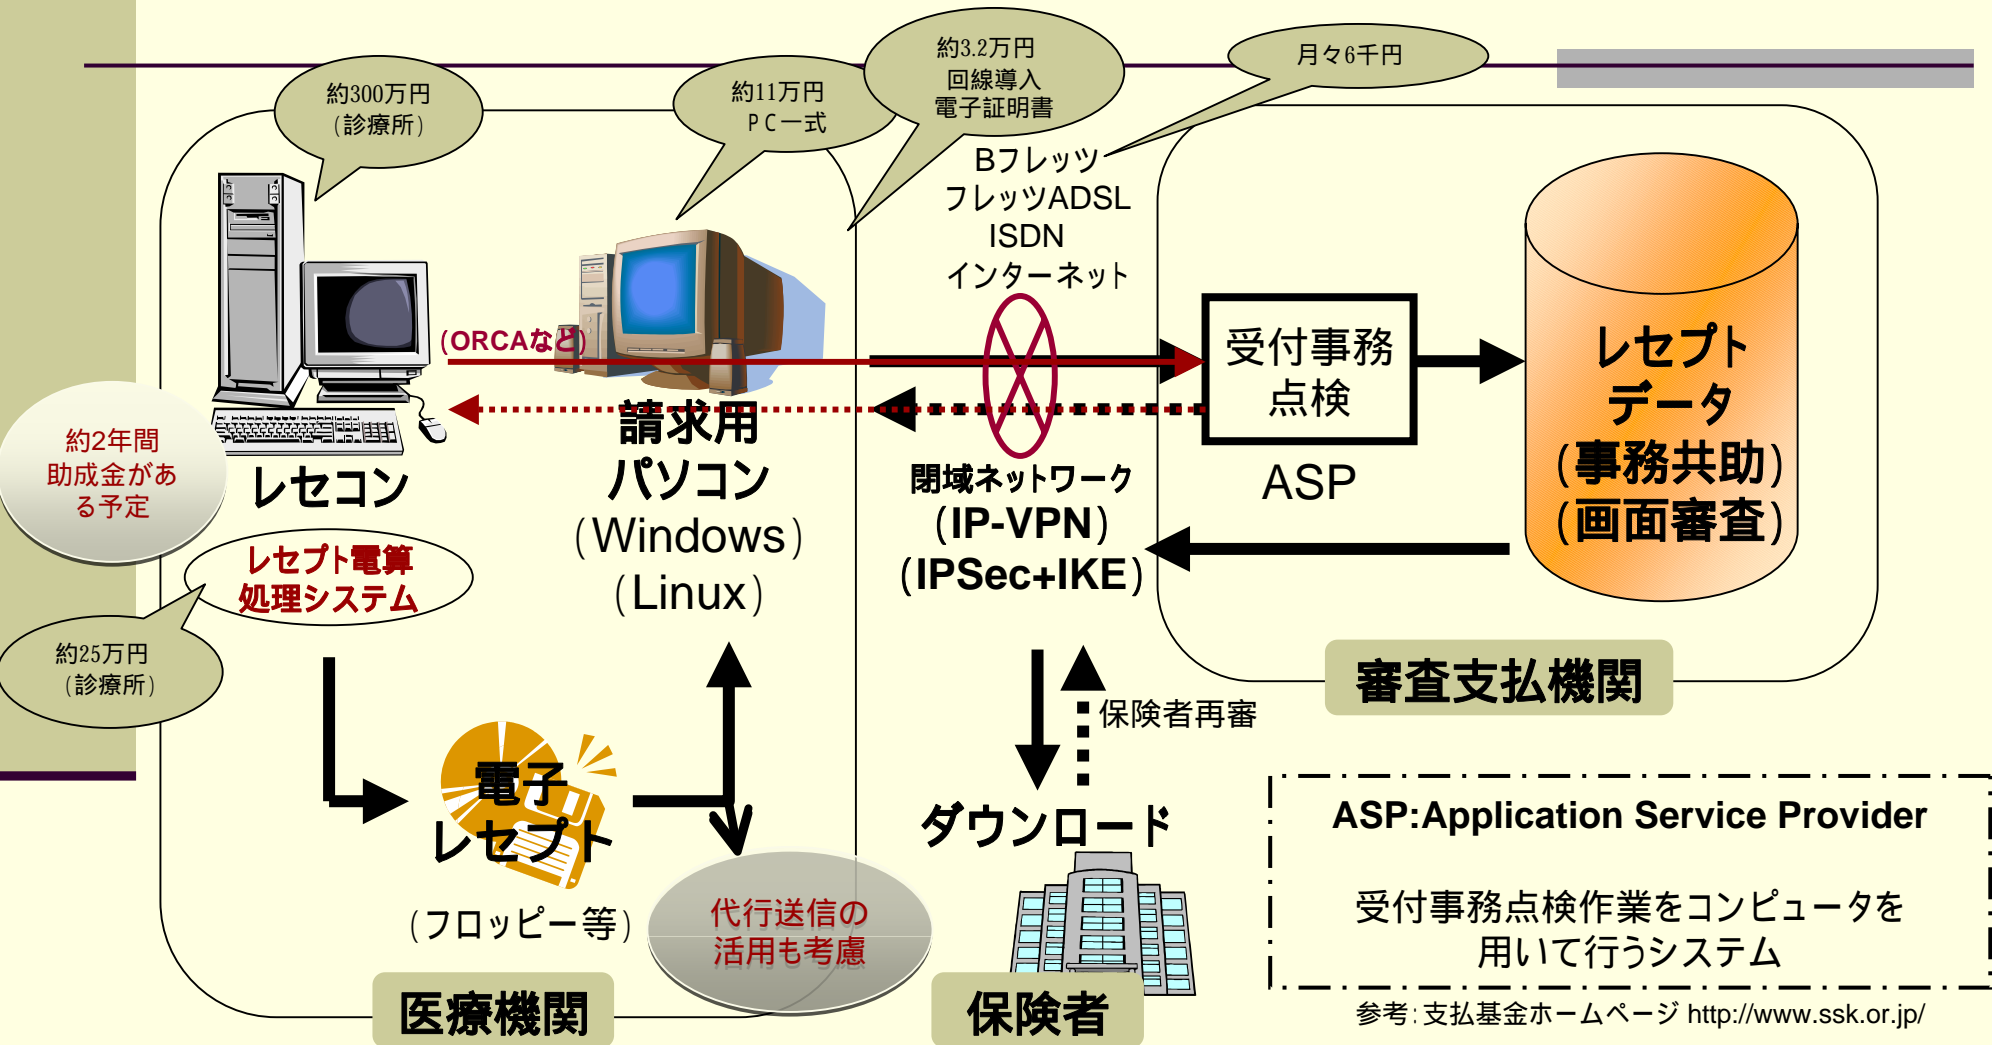 約300万円
(診療所)
約11万円
PC一式
約3.2万円
回線導入
電子証明書
月々6千円
Bフレッツ
フレッツADSL
ISDN
インターネット
(ORCAなど)
受付事務
点検
ASP
レセプト
データ
(事務共助)
(画面審査)
約2年間
助成金があ
る予定
レセコン
請求用
パソコン
(Windows)
(Linux)
閉域ネットワーク
(IP-VPN)
(IPSec+IKE)
レセプト電算
処理システム
約25万円
(診療所)
審査支払機関
保険者再審
電子
レセプト
(フロッピー等)
代行送信の
活用も考慮
ダウンロード
医療機関
保険者
ASP:Application Service Provider
受付事務点検作業をコンピュータを
用いて行うシステム
参考:支払基金ホームページ http://www.ssk.or.jp/